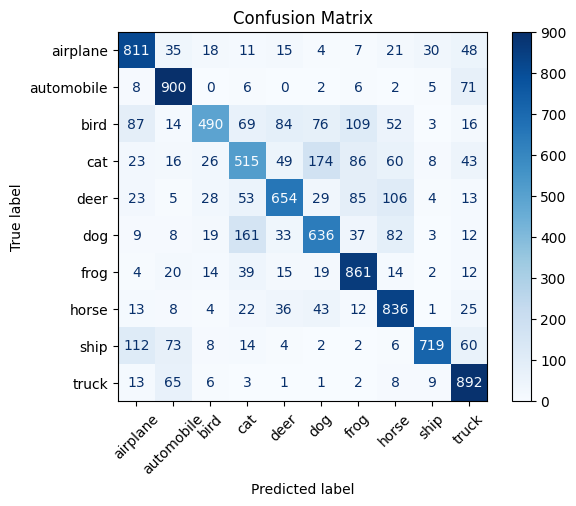 Confusion Matrix
airplane 811 35 18 11 15 4 7 21 30 48
automobile 8 900 0 6 0 2 6 2 5 71
bird 87 14 490 69 84 76 109 52 3 16
cat 23 16 26 515 49 174 86 60 8 43
deer 23 5 28 53 654 29 85 106 4 13
dog 9 8 19 161 33 636 37 82 3 12
frog 4 20 14 39 15 19 861 14 2 12
horse 13 8 4 22 36 43 12 836 1 25
ship 112 73 8 14 4 2 2 6 719 60
truck 13 65 6 3 1 1 2 8 9 892
airplane automobile bird cat deer dog frog horse ship truck
Predicted label
True label
900
800
700
600
500
400
300
200
100
0